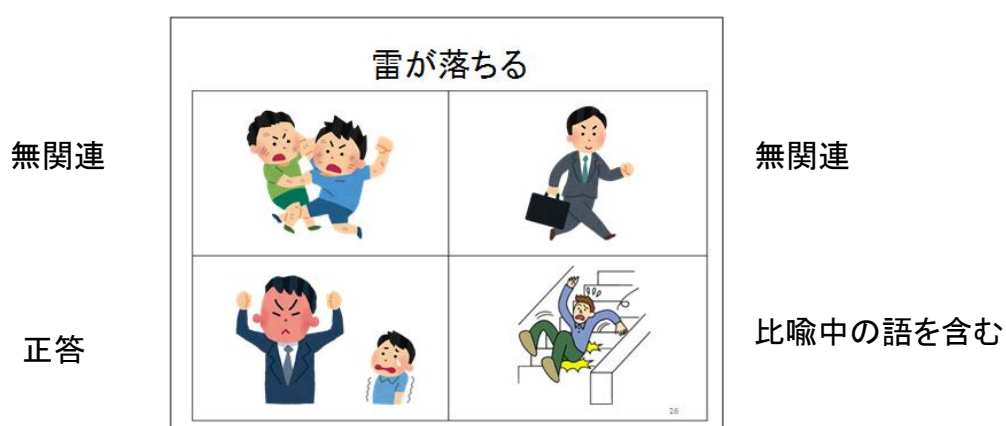 雷が落ちる
無関連
無関連
正答
比喩中の語を含む
26